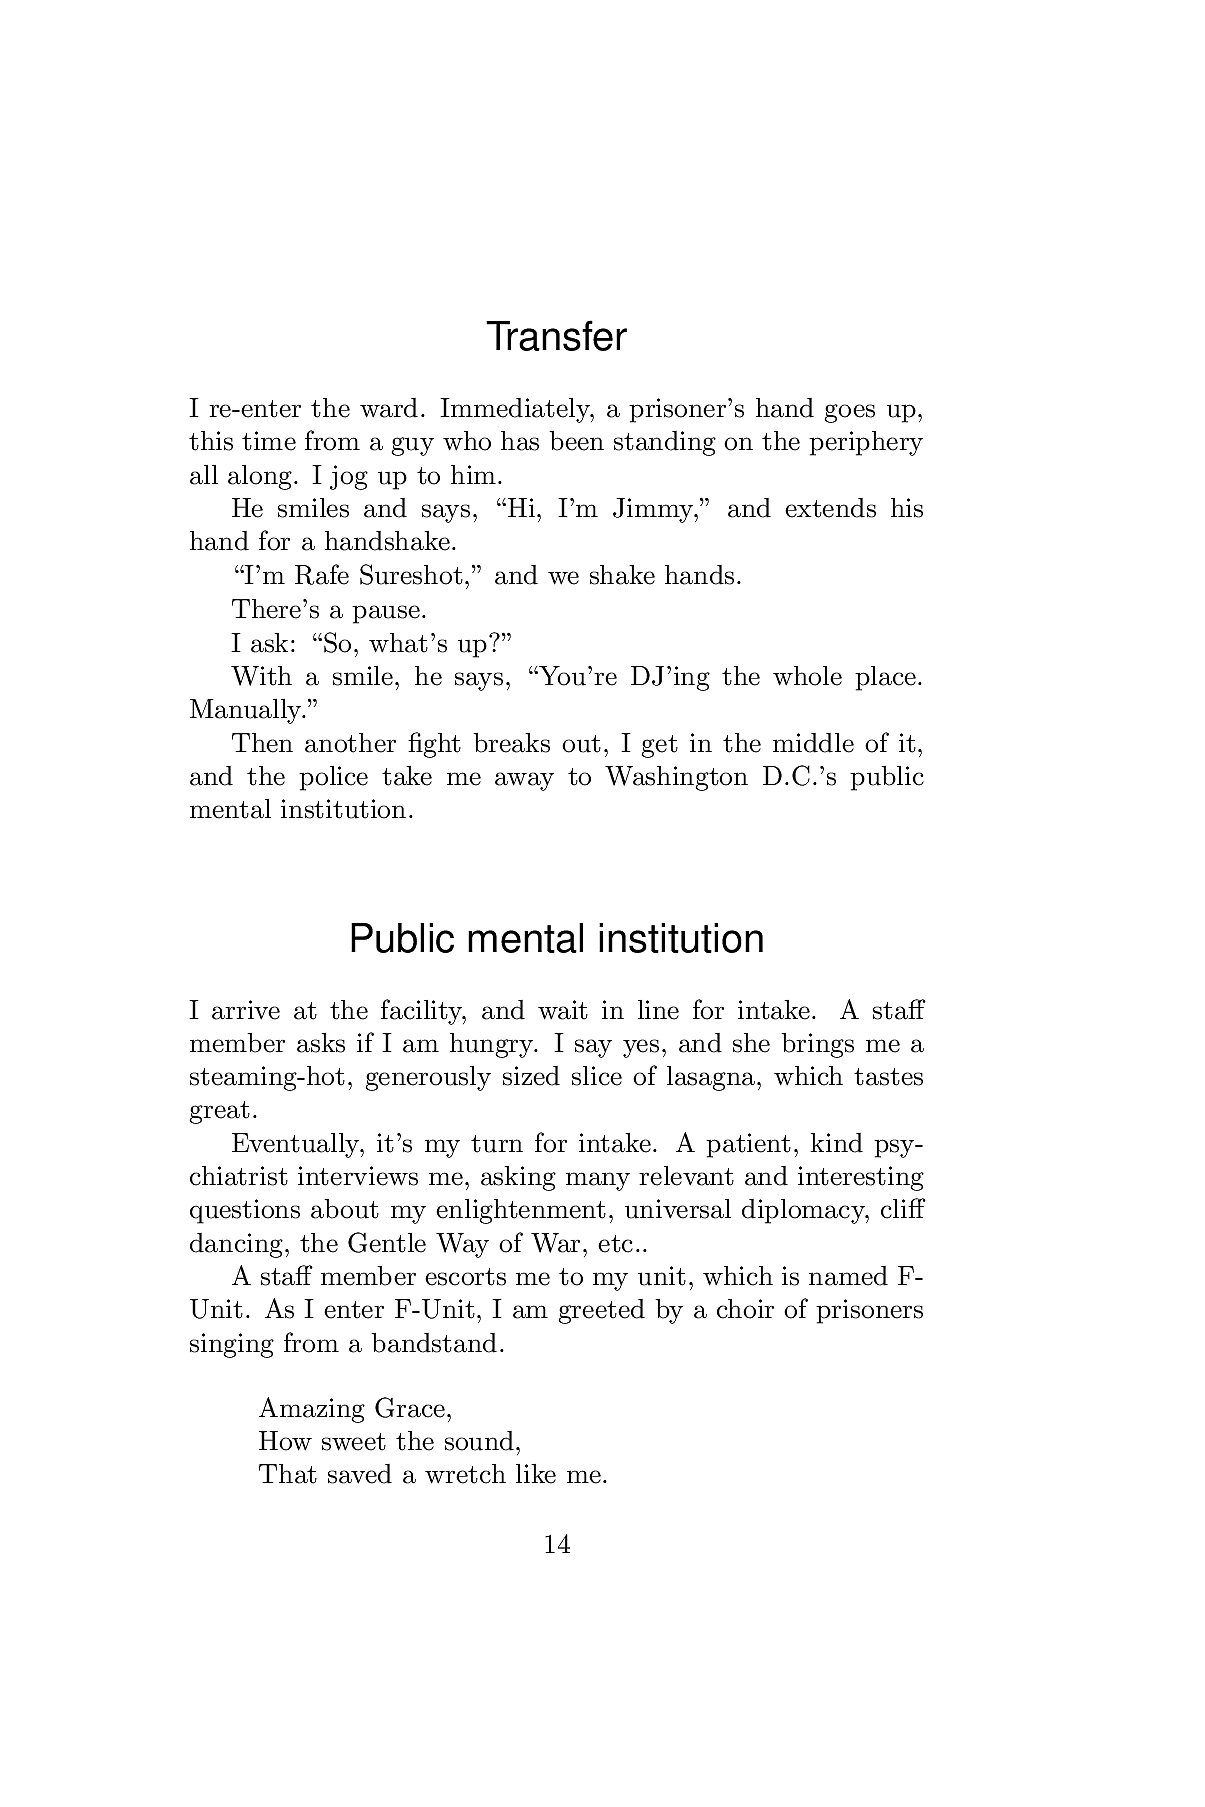 Transfer
I re-enter the ward. Immediately, a prisoner's hand goes up,
this time from a guy who has been standing on the periphery
all along. I jog up to him.
He smiles and says, “Hi, I'm Jimmy,” and extends his
hand for a handshake.
“I'm Rafe Sureshot,” and we shake hands.
There's a pause.
I ask: “So, what's up?”
With a smile, he says, “You're DJ'ing the whole place.
Manually.”
Then another fight breaks out, I get in the middle of it,
and the police take me away to Washington D.C.'s public
mental institution.
Public mental institution
I arrive at the facility, and wait in line for intake. A staff
member asks if I am hungry. I say yes, and she brings me a
steaming-hot, generously sized slice of lasagna, which tastes
great.
Eventually, it's my turn for intake. A patient, kind psy-
chiatrist interviews me, asking many relevant and interesting
questions about my enlightenment, universal diplomacy, cliff
dancing, the Gentle Way of War, etc..
A staff member escorts me to my unit, which is named F-
Unit. As I enter F-Unit, I am greeted by a choir of prisoners
singing from a bandstand.
Amazing Grace,
How sweet the sound,
That saved a wretch like me.
14